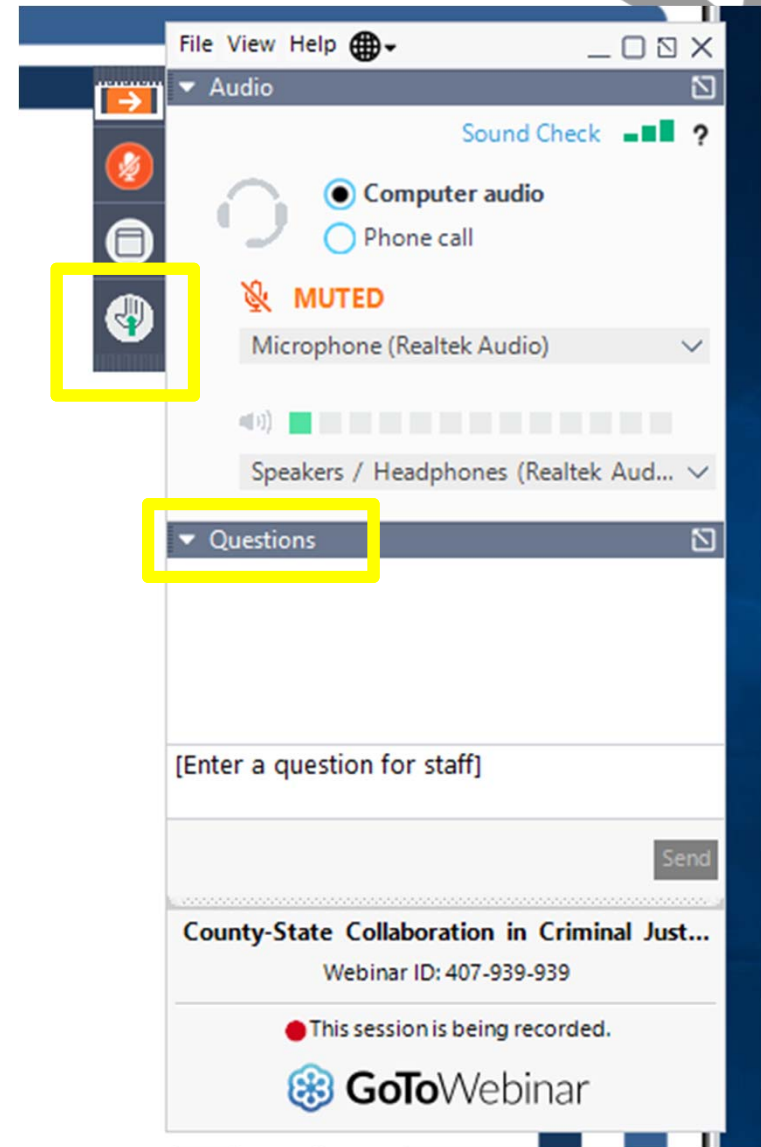 File View Help
Audio
Sound Check ?
Computer audio
Phone call
MUTED
Microphone (Realtek Audio)
Speakers / Headphones (Realtek Aud...
Questions
[Enter a question for staff]
Send
County-State Collaboration in Criminal Just...
Webinar ID: 407-939-939
This session is being recorded.
GoToWebinar